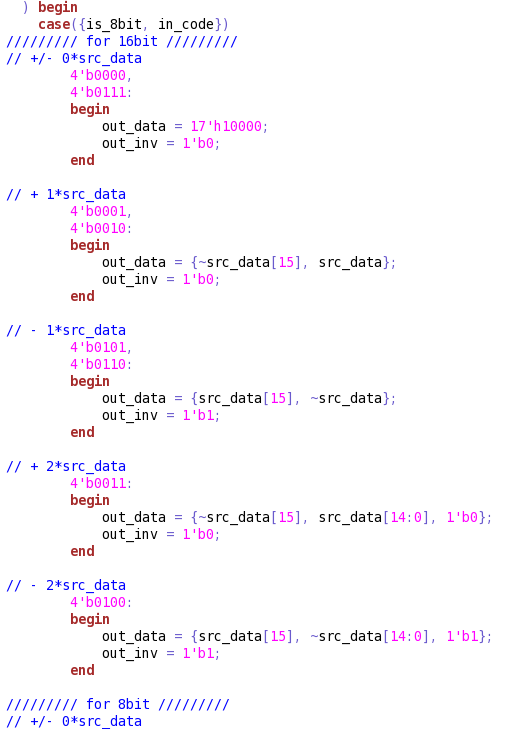 ) begin
case({is_8bit, in_code})
///////// for 16bit /////////
// +/- 0*src_data
4'b0000,
4'b0111:
begin
out_data = 17'h10000;
out_inv = 1'b0;
end
// + 1*src_data
4'b0001,
4'b0010:
begin
out_data = {~src_data[15], src_data};
out_inv = 1'b0;
end
// - 1*src_data
4'b0101,
4'b0110:
begin
out_data = {src_data[15], ~src_data};
out_inv = 1'b1;
end
// + 2*src_data
4'b0011:
begin
out_data = {~src_data[15], src_data[14:0], 1'b0};
out_inv = 1'b0;
end
// - 2*src_data
4'b0100:
begin
out_data = {src_data[15], ~src_data[14:0], 1'b1};
out_inv = 1'b1;
end
///////// for 8bit /////////
// +/- 0*src_data